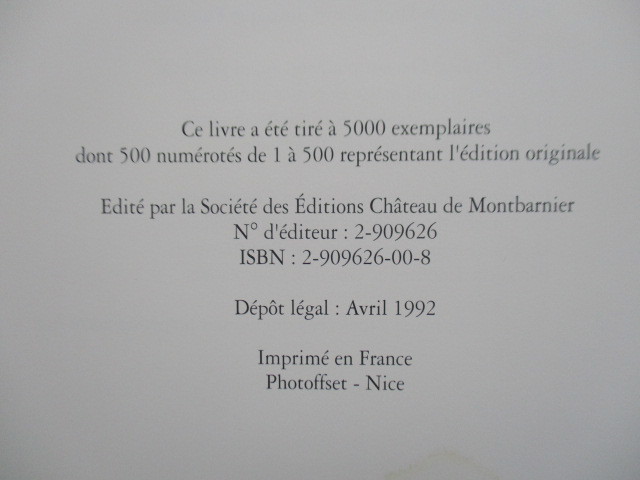 Ce livre a été tiré à 5000 exemplaires
dont 500 numérotés de 1 à 500 représentant l'édition originale
Edité par la Société des Éditions Château de Montbarnier
N° d'éditeur : 2-909626
ISBN : 2-909626-00-8
Dépôt légal : Avril 1992
Imprimé en France
Photoffset - Nice